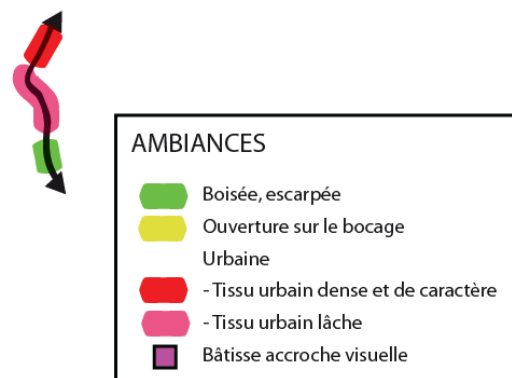 AMBIANCES
Boisée, escarpée
Ouverture sur le bocage
Urbaine
- Tissu urbain dense et de caractère
- Tissu urbain lâche
Bâtisse accroche visuelle